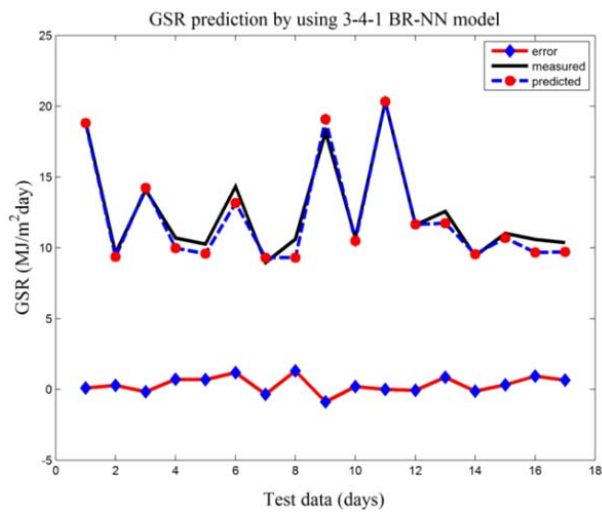 GSR prediction by using 3-4-1 BR-NN model
error
measured
predicted
GSR (MJ/m²day)
25
20
15
10
5
0
-5
0 2 4 6 8 10 12 14 16 18
Test data (days)